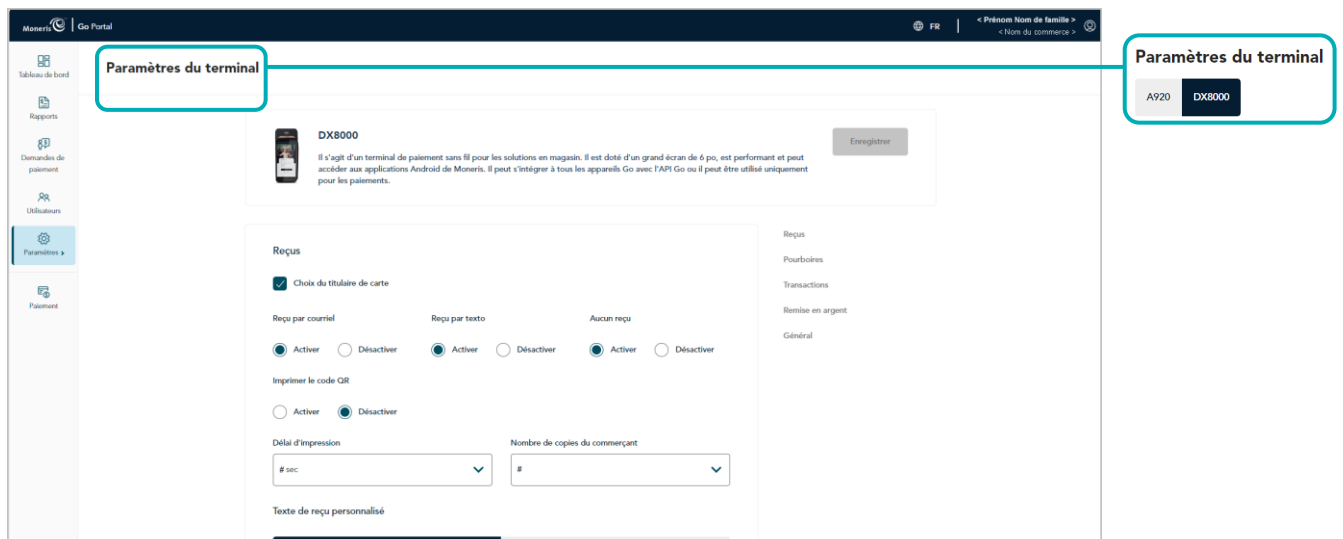 Moneris Go Portal
FR
< Prénom Nom de famille >
< Nom du commerce >
Tableau de bord
Rapports
Demandes de
paiement
Utilisateurs
Paramètres
Paiement
Paramètres du terminal
DX8000
Il s'agit d'un terminal de paiement sans fil pour les solutions en magasin. Il est doté d'un grand écran de 6 po, est performant et peut
accéder aux applications Android de Moneris. Il peut s'intégrer à tous les appareils Go avec l'API Go ou il peut être utilisé uniquement
pour les paiements.
Enregistrer
Reçus
Choix du titulaire de carte
Reçu par courriel Reçu par texto Aucun reçu
Activer Désactiver Activer Désactiver Activer Désactiver
Imprimer le code QR
Activer Désactiver
Délai d'impression Nombre de copies du commerçant
# sec #
Texte de reçu personnalisé
Reçus
Pourboires
Transactions
Remise en argent
Général
Paramètres du terminal
A920 DX8000